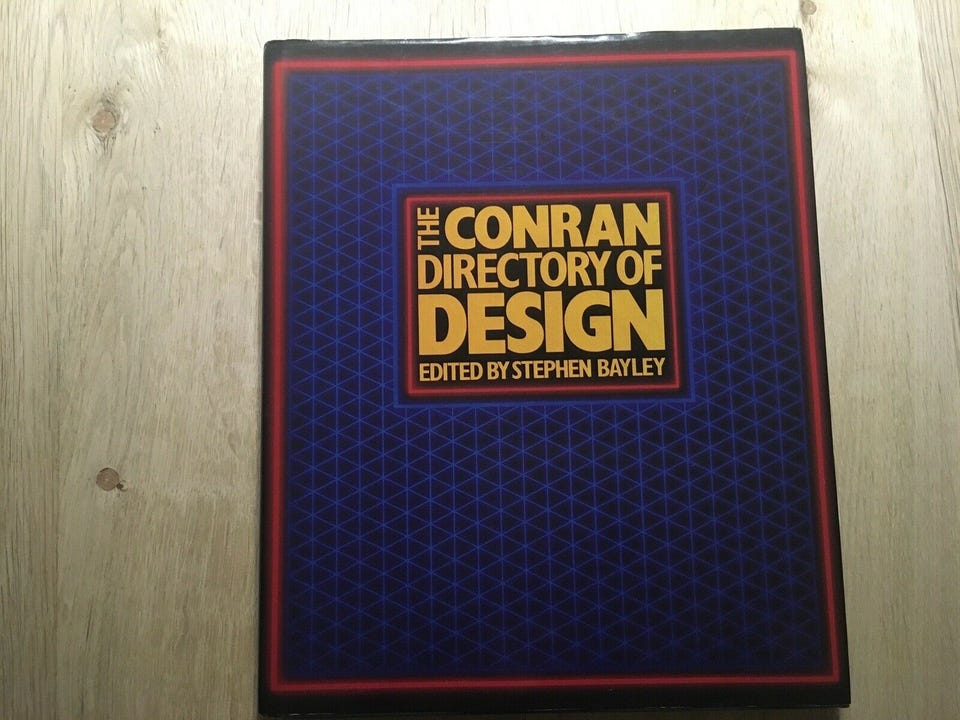 THE CONRAN
DIRECTORY OF
DESIGN
EDITED BY STEPHEN BAYLEY